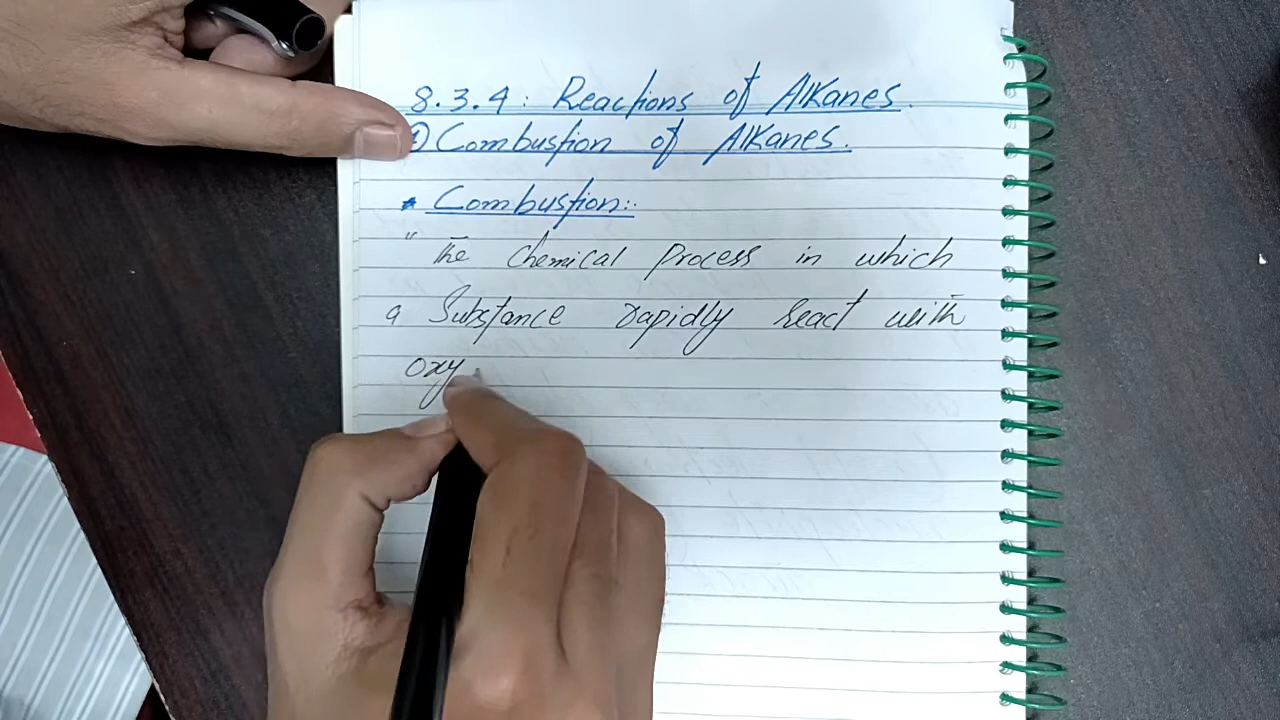 8.3.4: Reactions of Alkanes.
Combustion of Alkanes.
* Combustion::
"The Chemical Process in which
a Substance rapidly react with
oxy